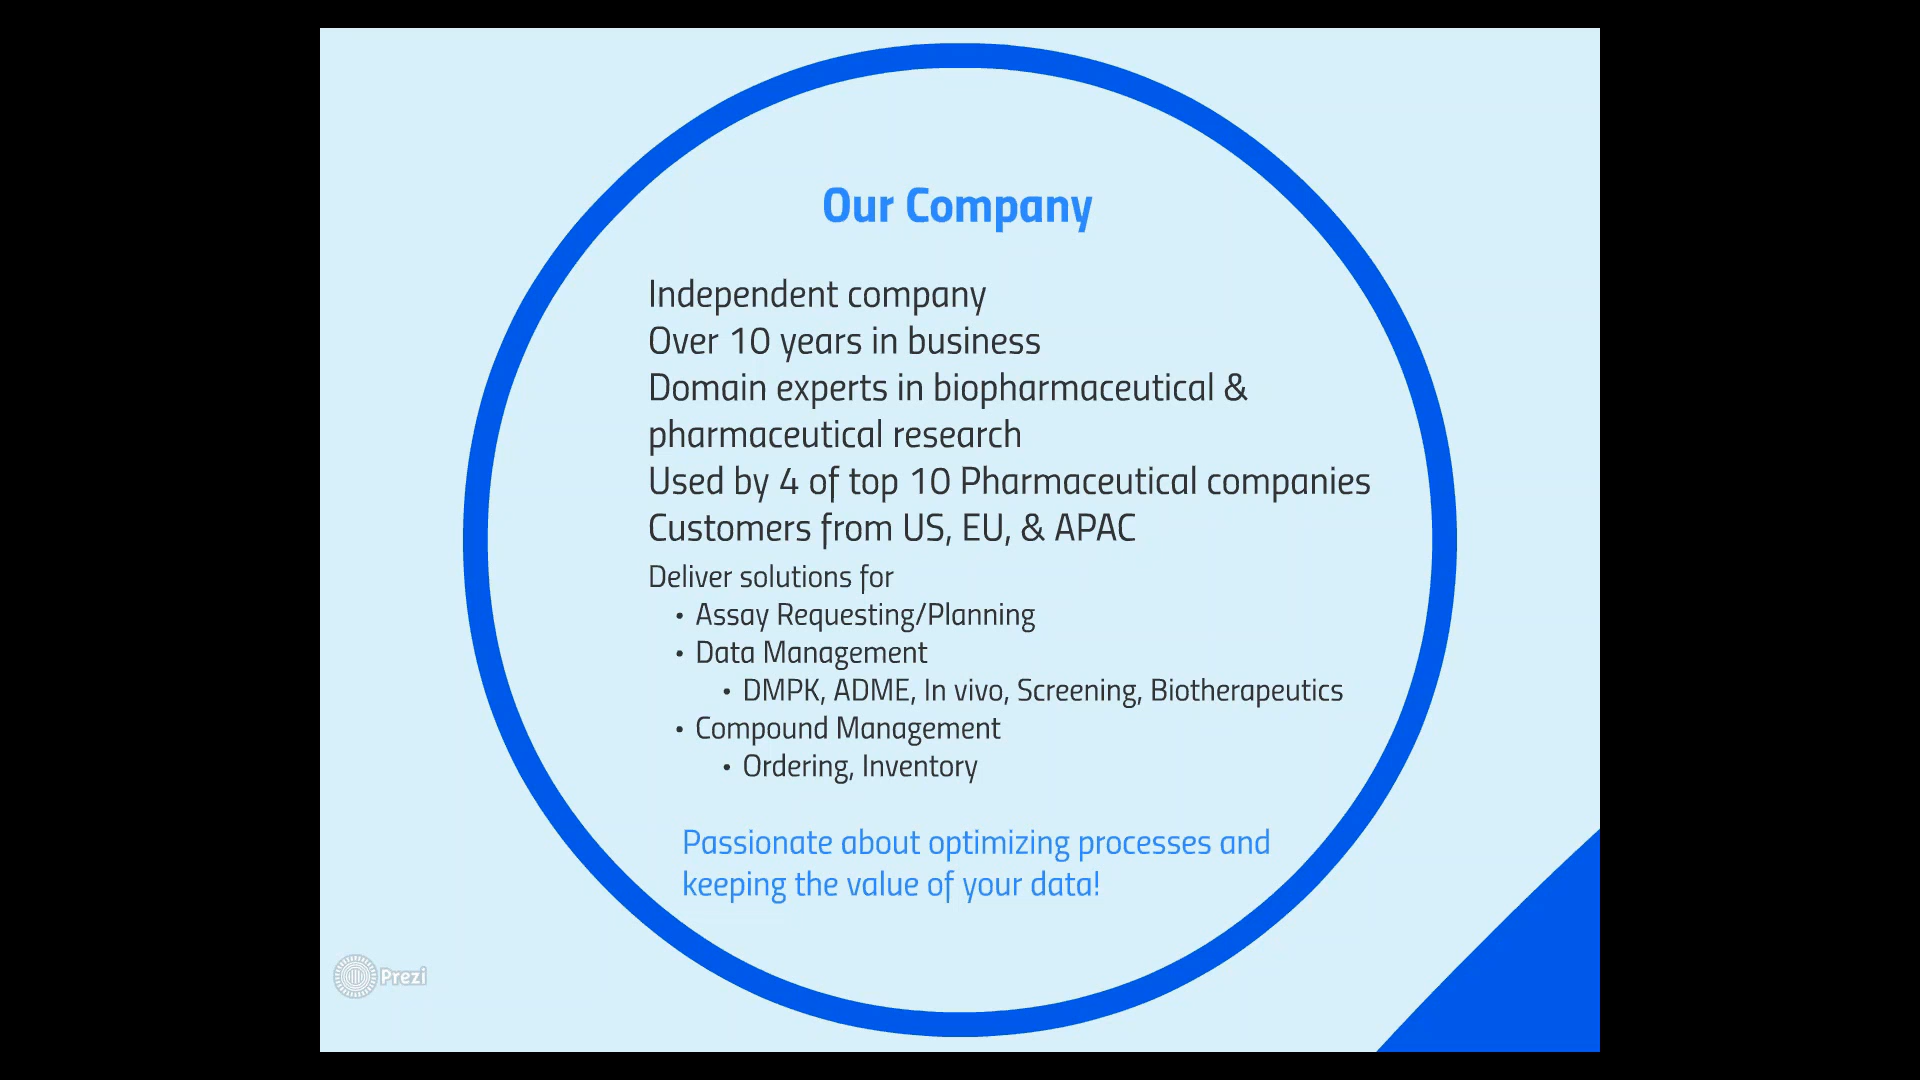 Our Company
Independent company
Over 10 years in business
Domain experts in biopharmaceutical &
pharmaceutical research
Used by 4 of top 10 Pharmaceutical companies
Customers from US, EU, & APAC
Deliver solutions for
• Assay Requesting/Planning
• Data Management
• DMPK, ADME, In vivo, Screening, Biotherapeutics
• Compound Management
• Ordering, Inventory
Passionate about optimizing processes and
keeping the value of your data!
Prezi